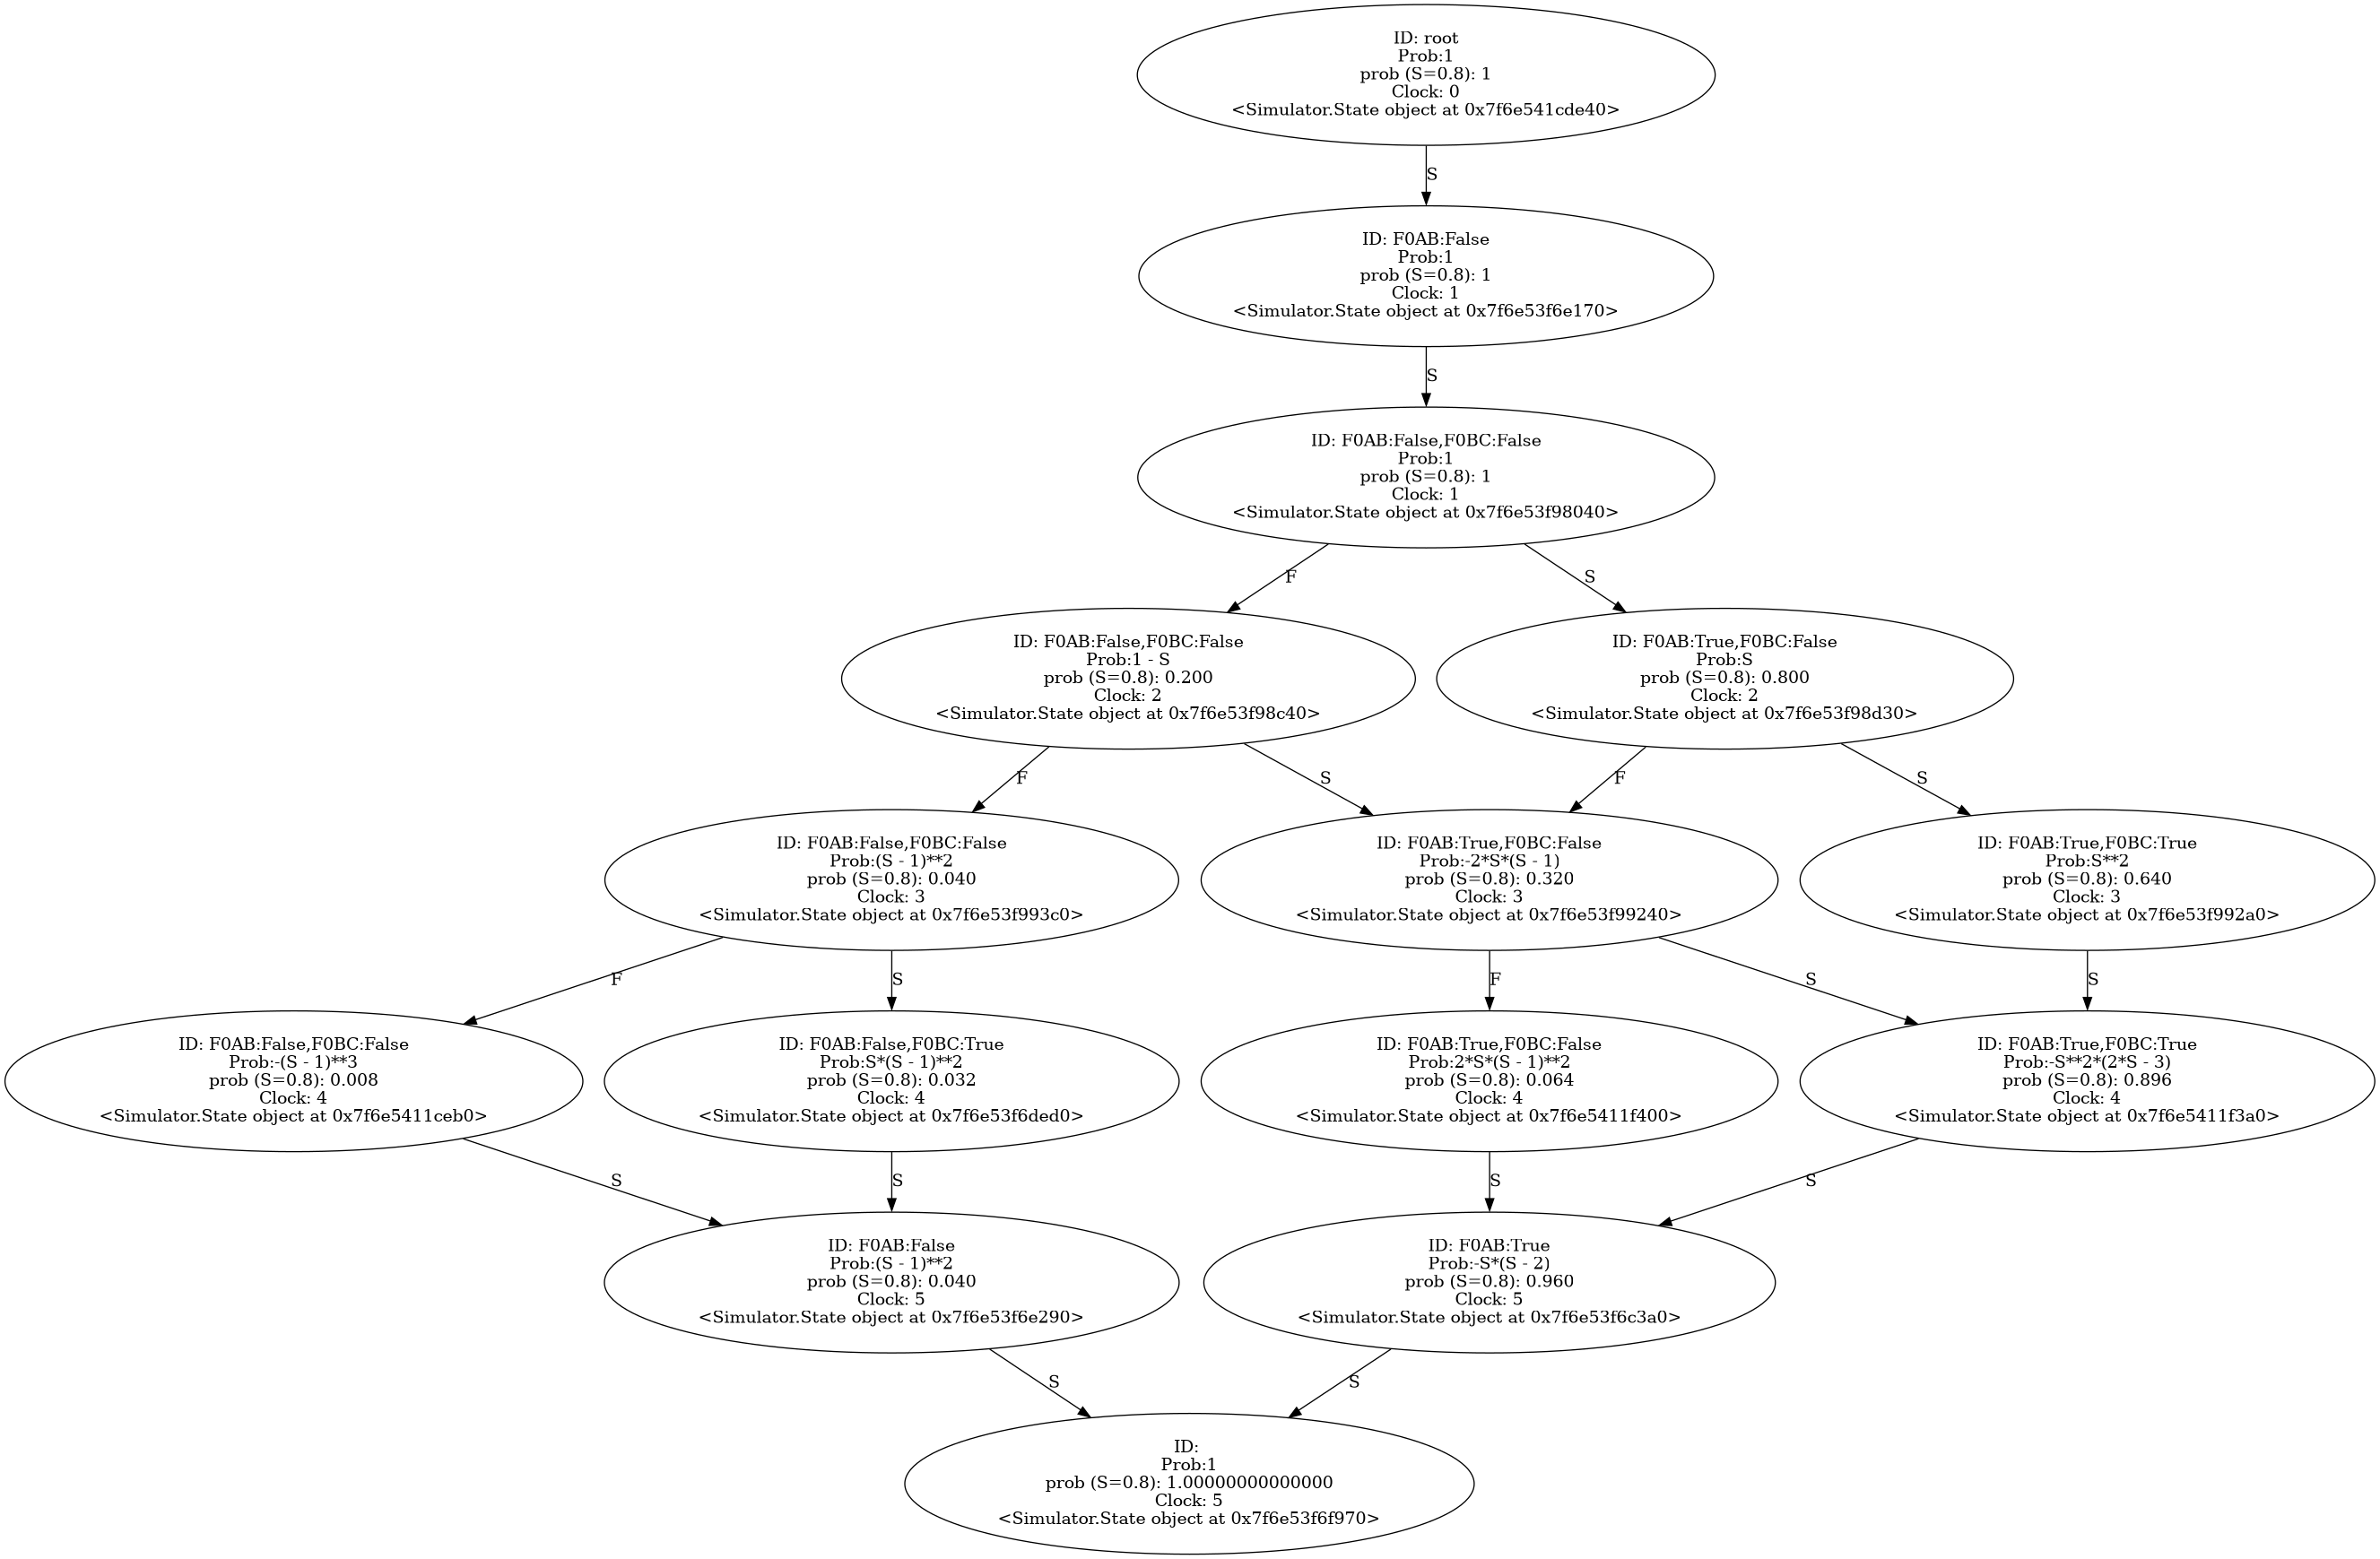 ID: root
Prob:1
prob (S=0.8): 1
Clock: 0
<Simulator.State object at 0x7f6e541cde40>
S
ID: F0AB:False
Prob:1
prob (S=0.8): 1
Clock: 1
<Simulator.State object at 0x7f6e53f6e170>
S
ID: F0AB:False,F0BC:False
Prob:1
prob (S=0.8): 1
Clock: 1
<Simulator.State object at 0x7f6e53f98040>
F
S
ID: F0AB:False,F0BC:False
Prob:1 - S
prob (S=0.8): 0.200
Clock: 2
<Simulator.State object at 0x7f6e53f98c40>
ID: F0AB:True,F0BC:False
Prob:S
prob (S=0.8): 0.800
Clock: 2
<Simulator.State object at 0x7f6e53f98d30>
F
S
F
S
ID: F0AB:False,F0BC:False
Prob:(S - 1)**2
prob (S=0.8): 0.040
Clock: 3
<Simulator.State object at 0x7f6e53f993c0>
ID: F0AB:True,F0BC:False
Prob:-2*S*(S - 1)
prob (S=0.8): 0.320
Clock: 3
<Simulator.State object at 0x7f6e53f99240>
ID: F0AB:True,F0BC:True
Prob:S**2
prob (S=0.8): 0.640
Clock: 3
<Simulator.State object at 0x7f6e53f992a0>
F
S
F
S
S
ID: F0AB:False,F0BC:False
Prob:-(S - 1)**3
prob (S=0.8): 0.008
Clock: 4
<Simulator.State object at 0x7f6e5411ceb0>
ID: F0AB:False,F0BC:True
Prob:S*(S - 1)**2
prob (S=0.8): 0.032
Clock: 4
<Simulator.State object at 0x7f6e53f6ded0>
ID: F0AB:True,F0BC:False
Prob:2*S*(S - 1)**2
prob (S=0.8): 0.064
Clock: 4
<Simulator.State object at 0x7f6e5411f400>
ID: F0AB:True,F0BC:True
Prob:-S**2*(2*S - 3)
prob (S=0.8): 0.896
Clock: 4
<Simulator.State object at 0x7f6e5411f3a0>
S
S
S
S
ID: F0AB:False
Prob:(S - 1)**2
prob (S=0.8): 0.040
Clock: 5
<Simulator.State object at 0x7f6e53f6e290>
ID: F0AB:True
Prob:-S*(S - 2)
prob (S=0.8): 0.960
Clock: 5
<Simulator.State object at 0x7f6e53f6c3a0>
S
S
ID:
Prob:1
prob (S=0.8): 1.00000000000000
Clock: 5
<Simulator.State object at 0x7f6e53f6f970>